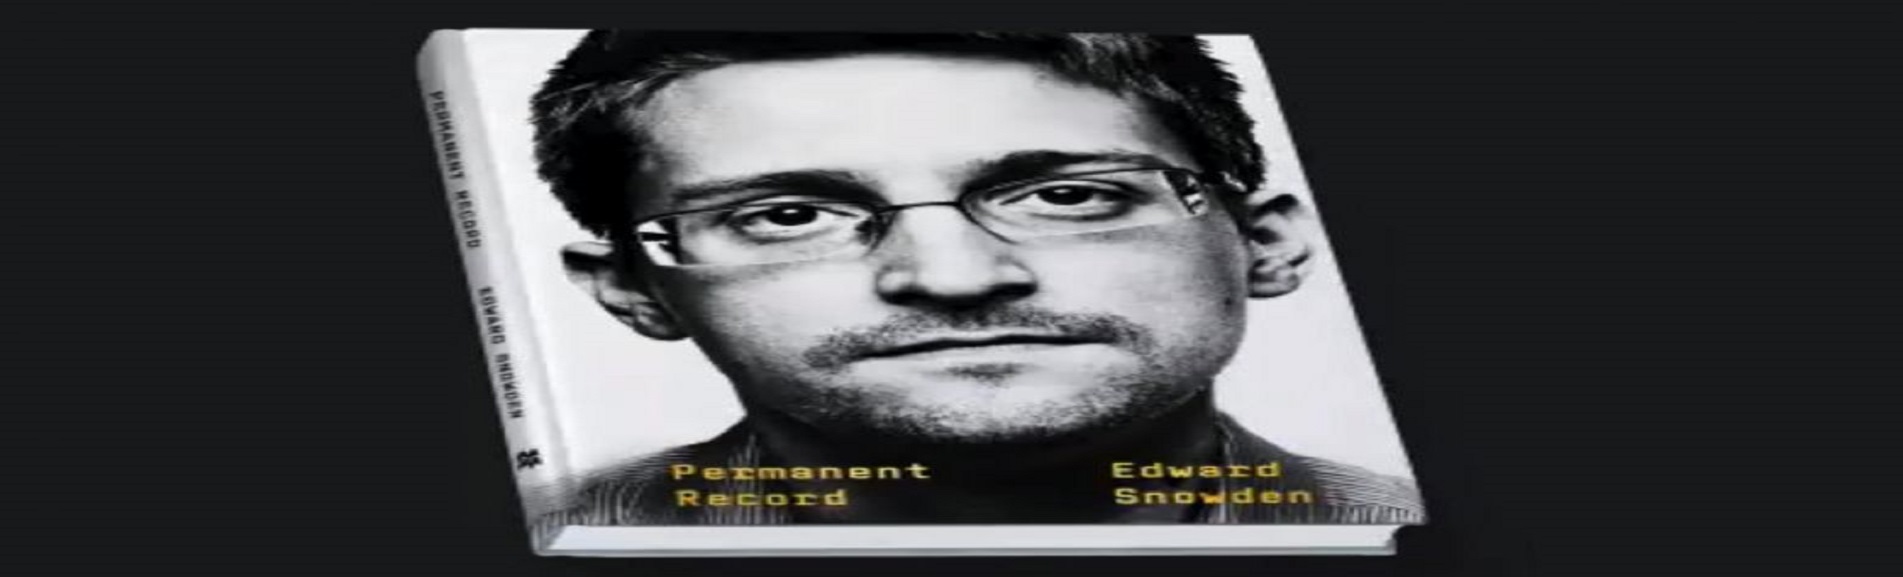 PERMANENT RECORD EDWARD SNOWDEN
Permanent
Record
Edward
Snowden